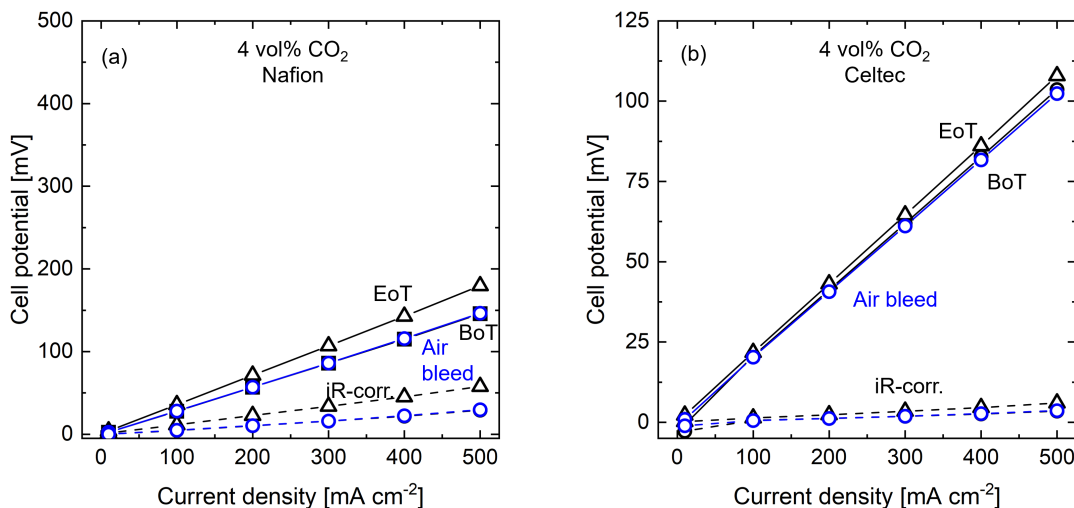 (a)
4 vol% CO₂
Nafion
EoT
BoT
Air
bleed
iR-corr.
Cell potential [mV]
500
400
300
200
100
0
0 100 200 300 400 500
Current density [mA cm⁻²]
(b)
4 vol% CO₂
Celtec
EoT
BoT
Air bleed
iR-corr.
Cell potential [mV]
125
100
75
50
25
0
0 100 200 300 400 500
Current density [mA cm⁻²]